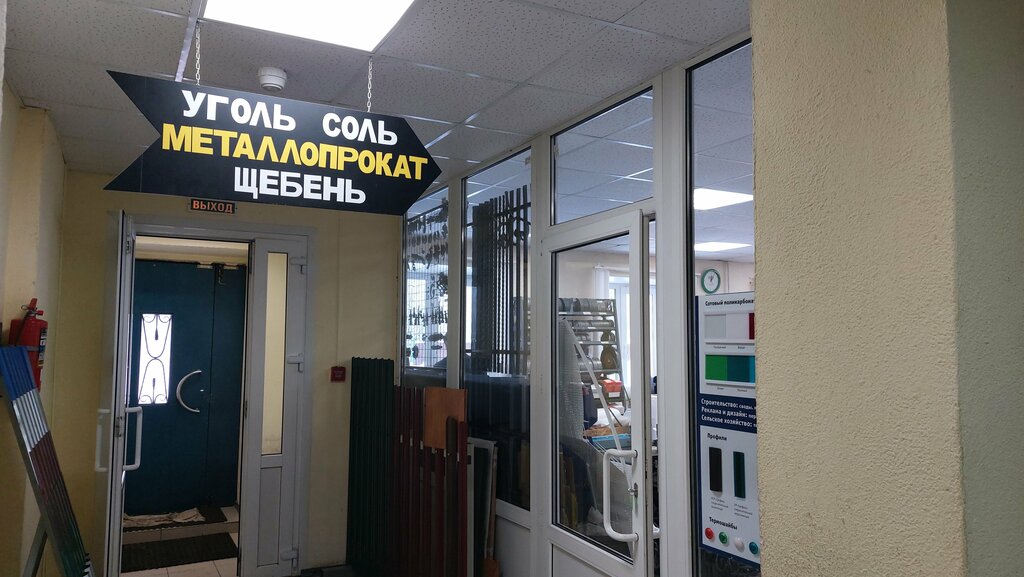 УГОЛЬ СОЛЬ
МЕТАЛЛОПРОКАТ
ЩЕБЕНЬ
ВЫХОД
Сотовый поликарбонат
Строительство:
Реклама и дизайн:
Сельское хозяйство:
Профили
Термошайбы